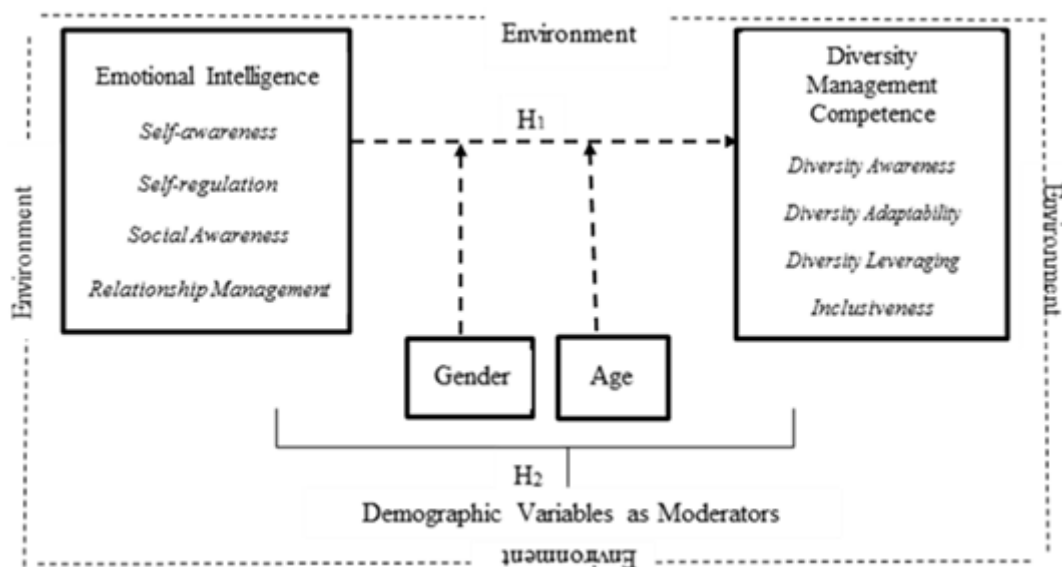 Environment
Emotional Intelligence
Self-awareness
Self-regulation
Social Awareness
Relationship Management
H1
Diversity
Management
Competence
Diversity Awareness
Diversity Adaptability
Diversity Leveraging
Inclusiveness
Environment
Environment
Gender
Age
H2
Demographic Variables as Moderators
Environment